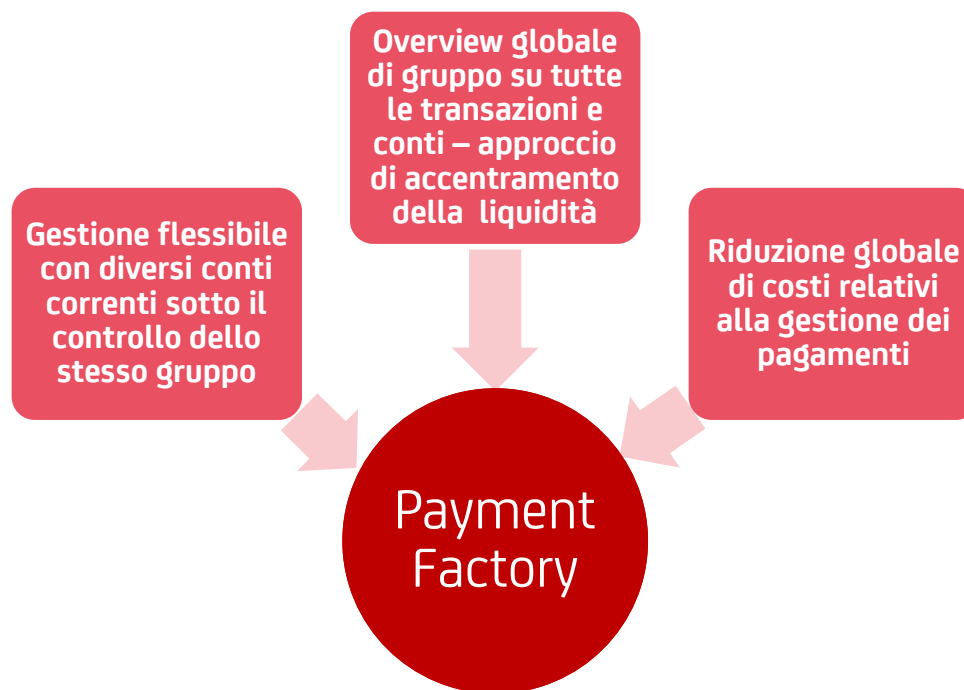 Overview globale
di gruppo su tutte
le transazioni e
conti – approccio
di accentramento
della liquidità
Gestione flessibile
con diversi conti
correnti sotto il
controllo dello
stesso gruppo
Riduzione globale
di costi relativi
alla gestione dei
pagamenti
Payment
Factory